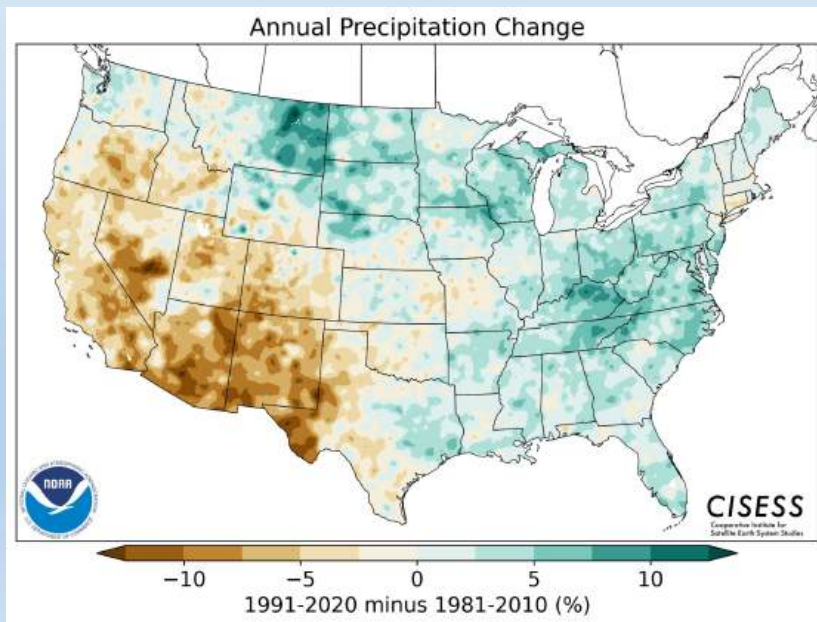 Annual Precipitation Change
NOAA
CISESS
Cooperative Institute for
Satellite Earth System Studies
−10 −5 0 5 10
1991-2020 minus 1981-2010 (%)